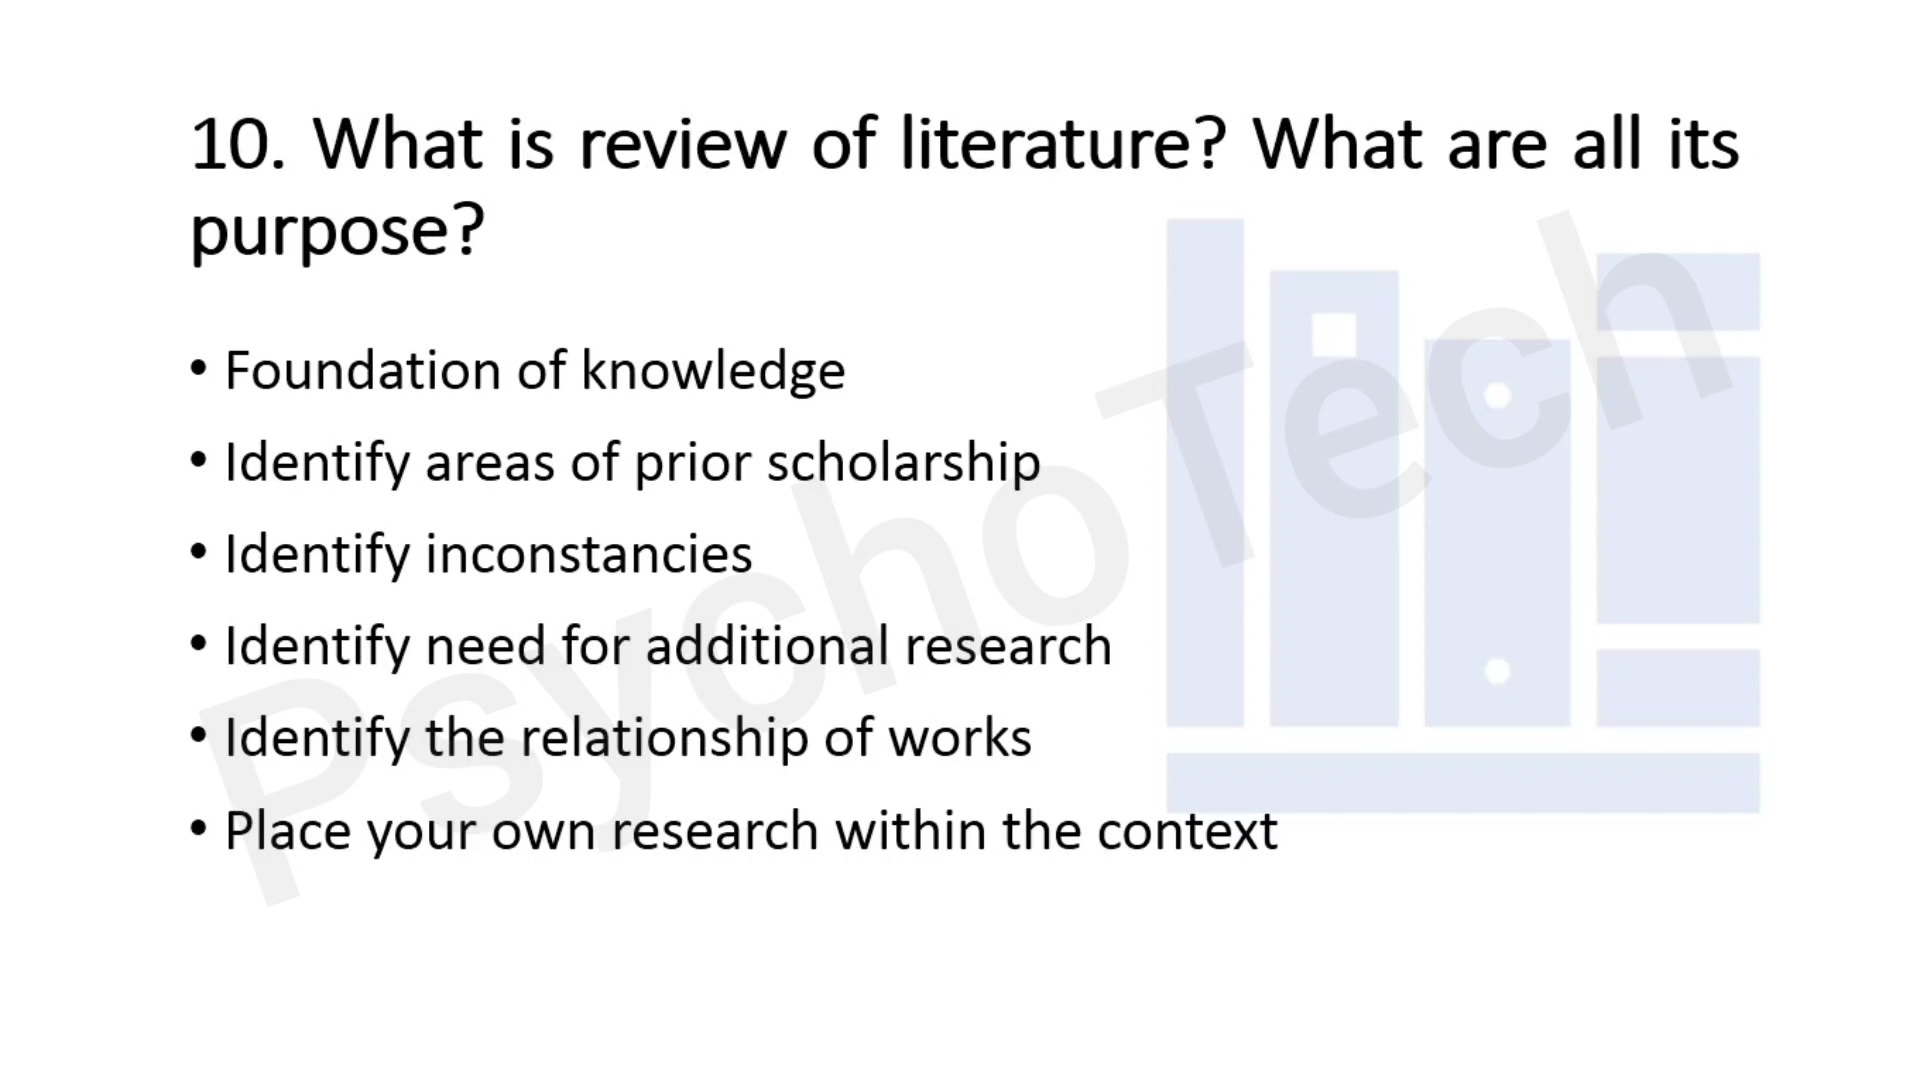 10. What is review of literature? What are all its
purpose?
• Foundation of knowledge
• Identify areas of prior scholarship
• Identify inconstancies
• Identify need for additional research
• Identify the relationship of works
• Place your own research within the context
PsychoTech